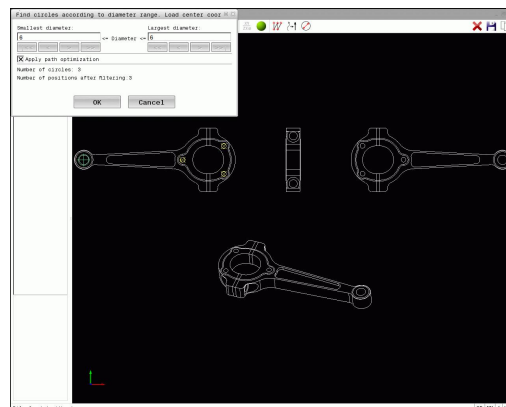 Find circles according to diameter range. Load center coor
Smallest diameter:
Largest diameter:
6
<= Diameter <=
6
Apply path optimization
Number of circles: 3
Number of positions after filtering:3
OK
Cancel